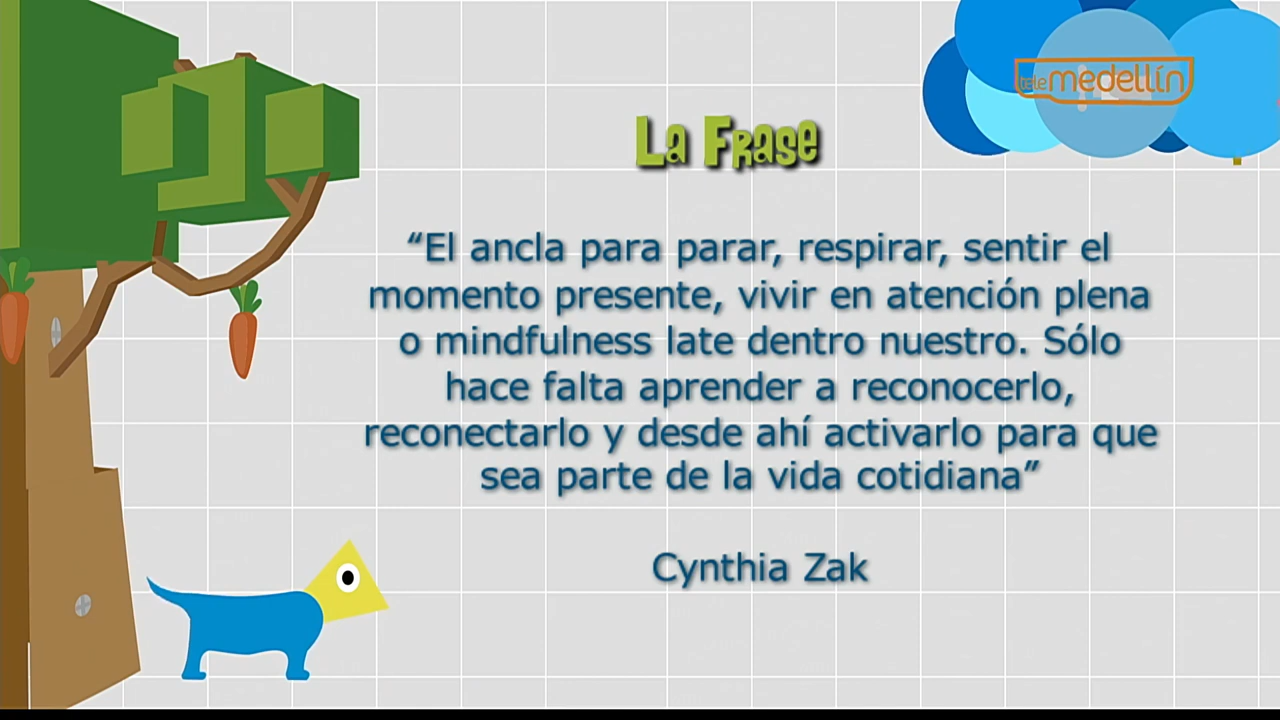 tele medellín
La Frase
“El ancla para parar, respirar, sentir el
momento presente, vivir en atención plena
o mindfulness late dentro nuestro. Sólo
hace falta aprender a reconocerlo,
reconectarlo y desde ahí activarlo para que
sea parte de la vida cotidiana”
Cynthia Zak